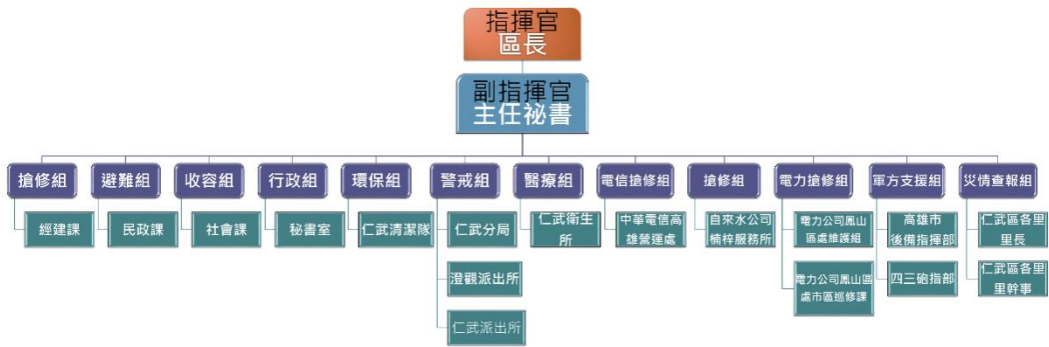 指揮官
區長
副指揮官
主任祕書
搶修組
避難組
收容組
行政組
環保組
警戒組
醫療組
電信搶修組
搶修組
電力搶修組
軍方支援組
災情查報組
經建課
民政課
社會課
秘書室
仁武清潔隊
仁武分局
仁武衛生
所
中華電信高
雄營運處
自來水公司
楠梓服務所
電力公司鳳山
區處維護組
高雄市
後備指揮部
仁武區各里
里長
澄觀派出所
電力公司鳳山區
處市區巡修課
四三砲指部
仁武區各里
里幹事
仁武派出所